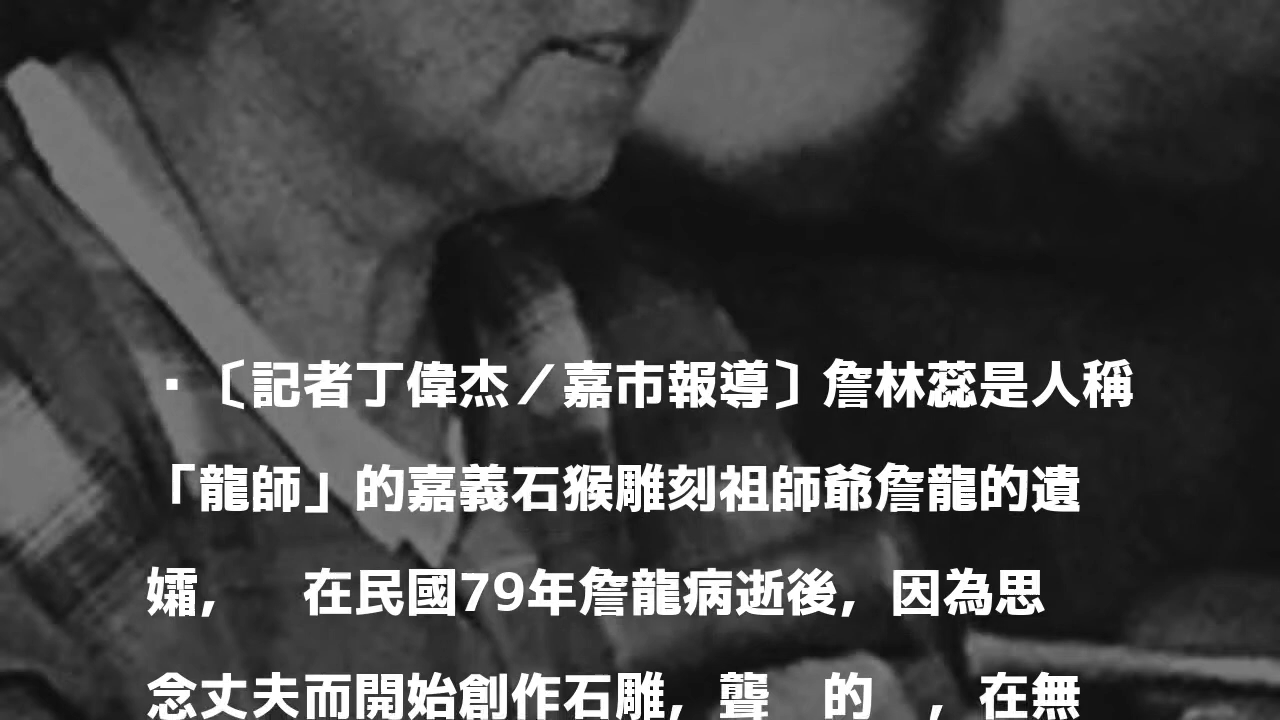 ▪〔記者丁偉杰／嘉市報導〕詹林蕊是人稱
「龍師」的嘉義石猴雕刻祖師爺詹龍的遺
孀，　在民國79年詹龍病逝後，因為思
念丈夫而開始創作石雕，聾　的　，在無